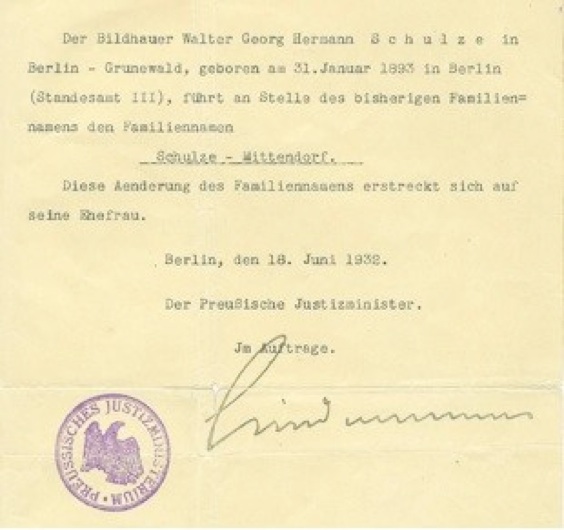 Der Bildhauer Walter Georg Hermann S c h u l z e in
Berlin - Grunewald, geboren am 31.Januar 1893 in Berlin
(Standesamt III), führt an Stelle des bisherigen Familien=
namens den Familiennamen
Schulze - Mittendorf.
Diese Aenderung des Familiennamens erstreckt sich auf
seine Ehefrau.
Berlin, den 18. Juni 1932.
Der Preußische Justizminister.
Jm Auftrage.
PREUSSISCHES JUSTIZMINISTERIUM